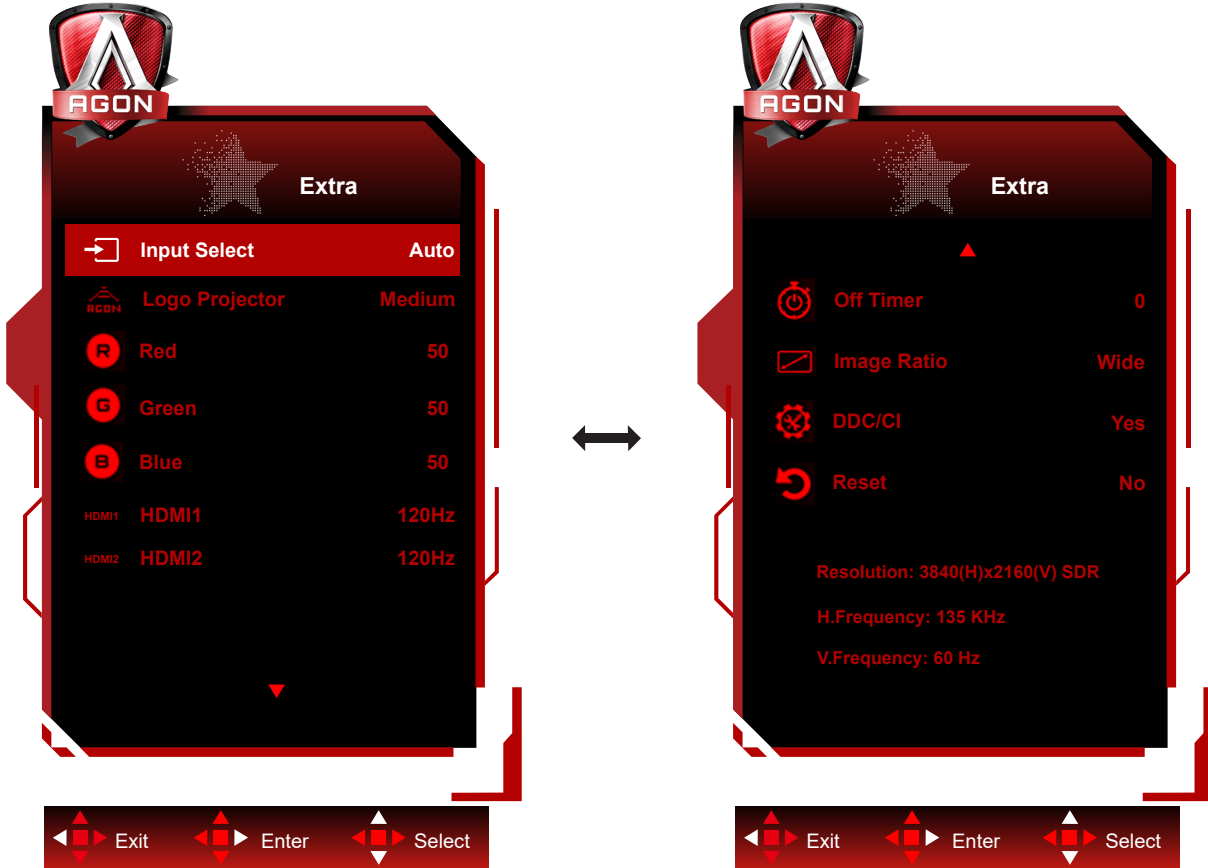 AGON
Extra
Input Select Auto
AGON Logo Projector Medium
R Red 50
G Green 50
B Blue 50
HDMI1 HDMI1 120Hz
HDMI2 HDMI2 120Hz
Exit Enter Select
AGON
Extra
Off Timer 0
Image Ratio Wide
DDC/CI Yes
Reset No
Resolution: 3840(H)x2160(V) SDR
H.Frequency: 135 KHz
V.Frequency: 60 Hz
Exit Enter Select